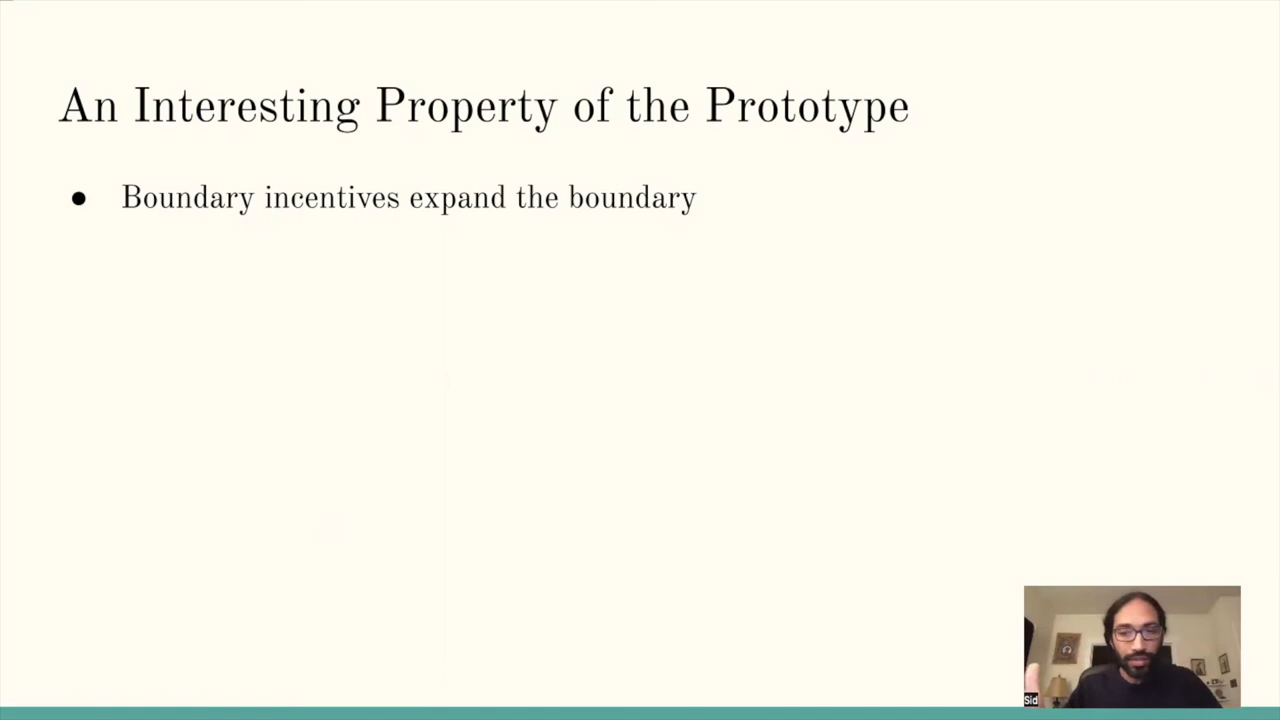 An Interesting Property of the Prototype
● Boundary incentives expand the boundary
Sid